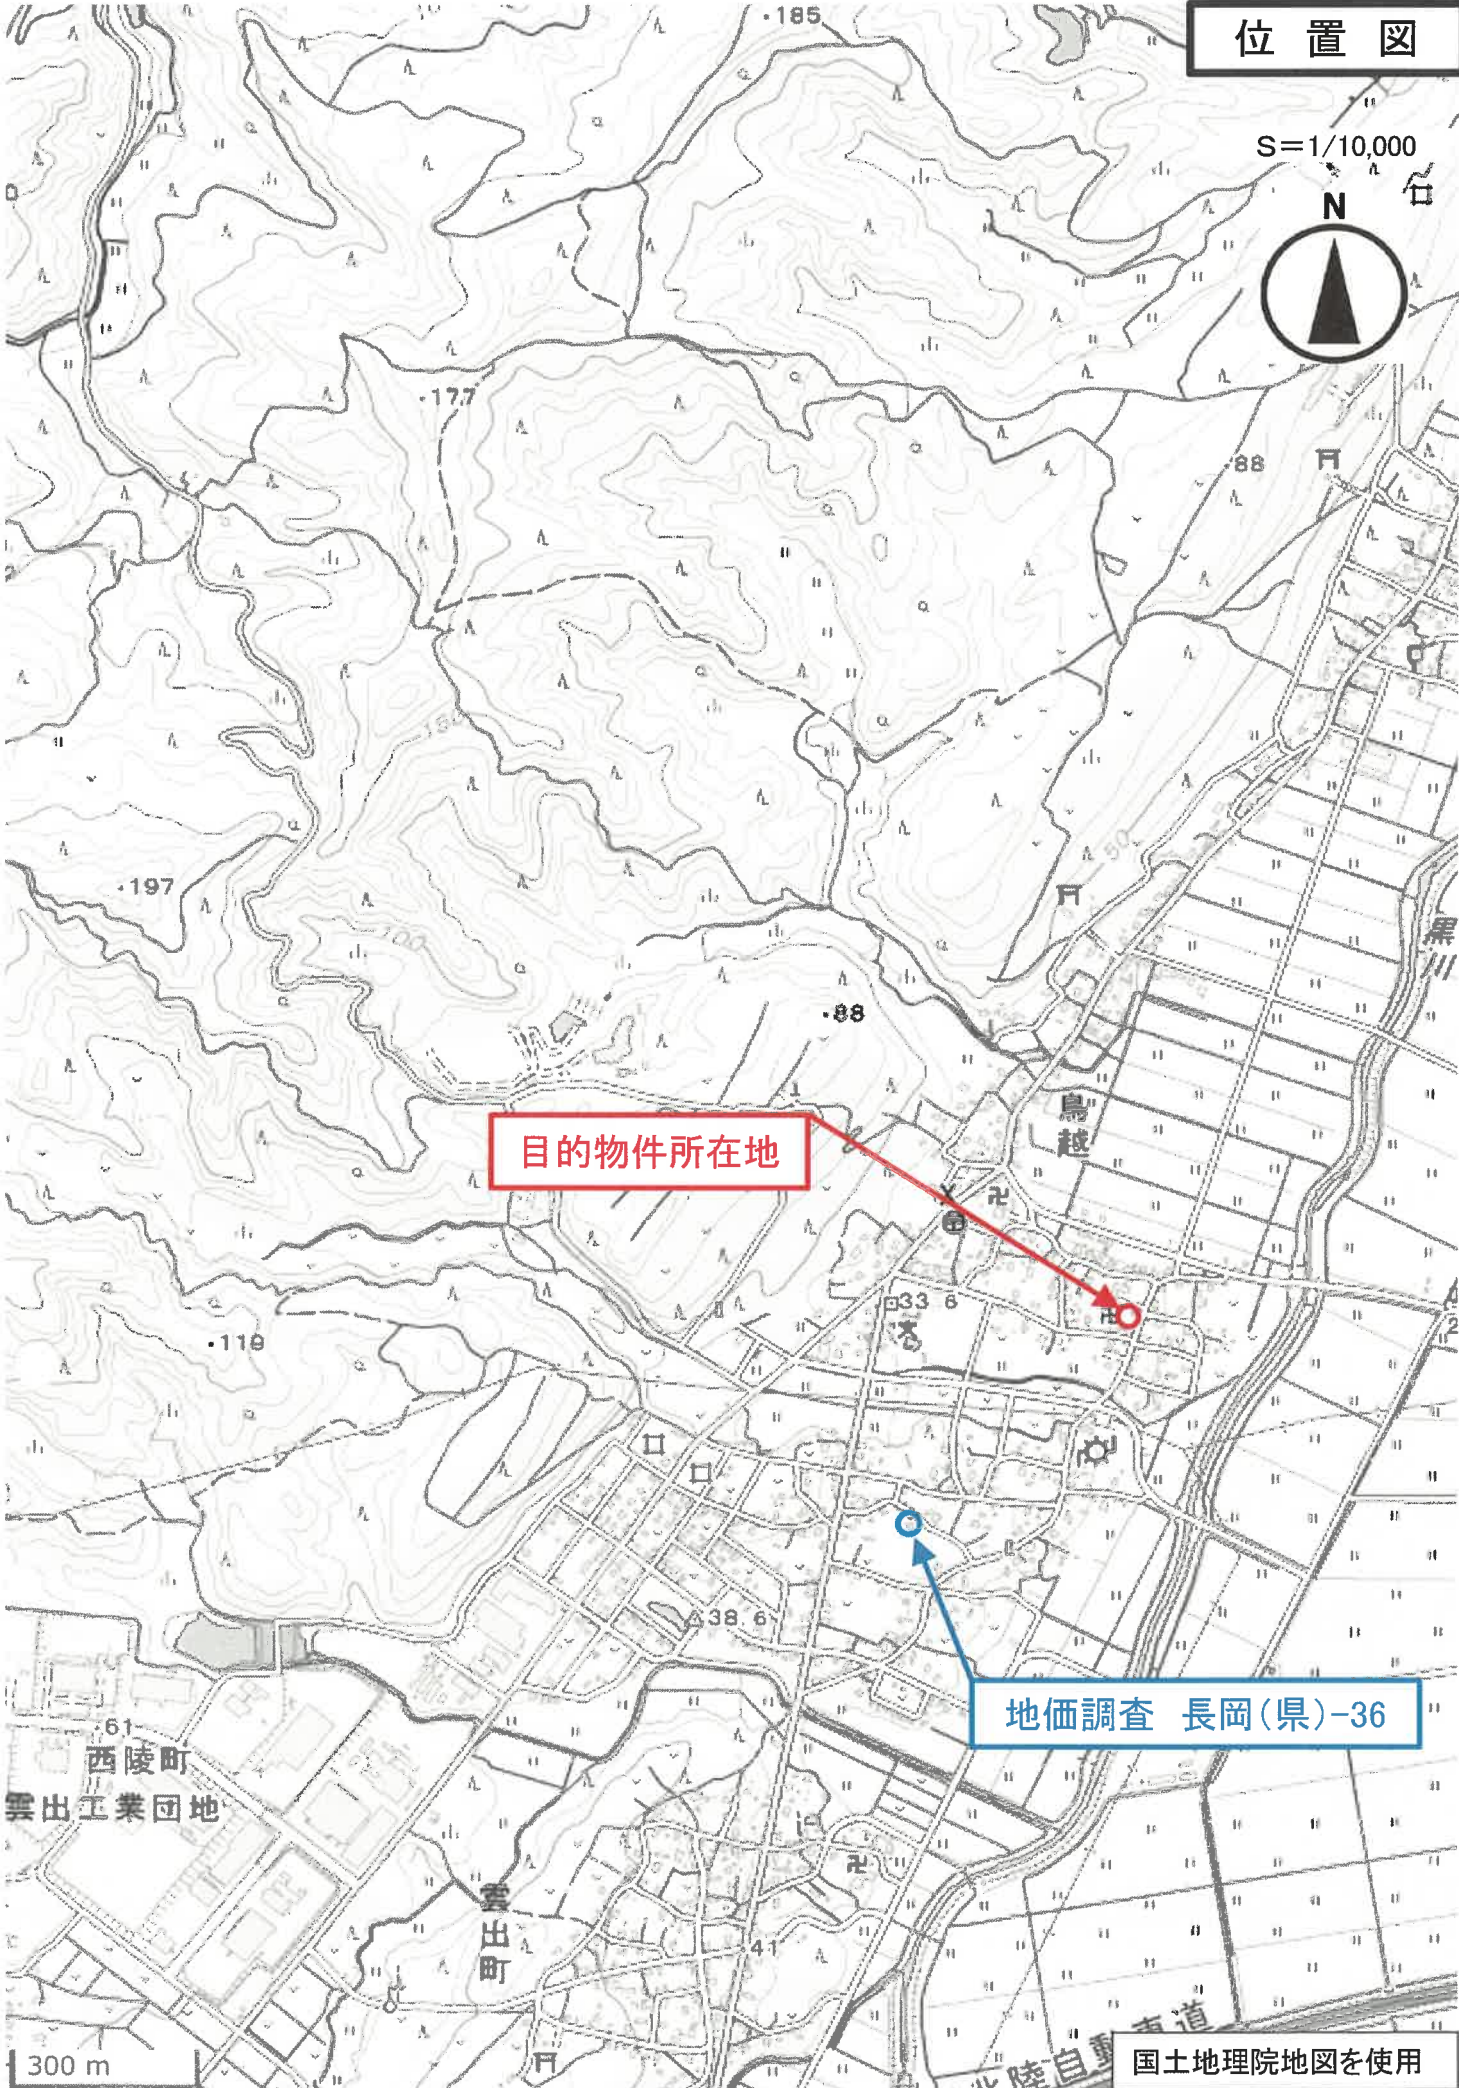 位置図
S=1/10,000
N
185
177
88
150
50
197
100
黒川
88
鳥越
目的物件所在地
33 6
119
38.6
地価調査 長岡(県)-36
61
西陵町
雲出工業団地
雲出町
41
300 m
北陸自動車道
国土地理院地図を使用